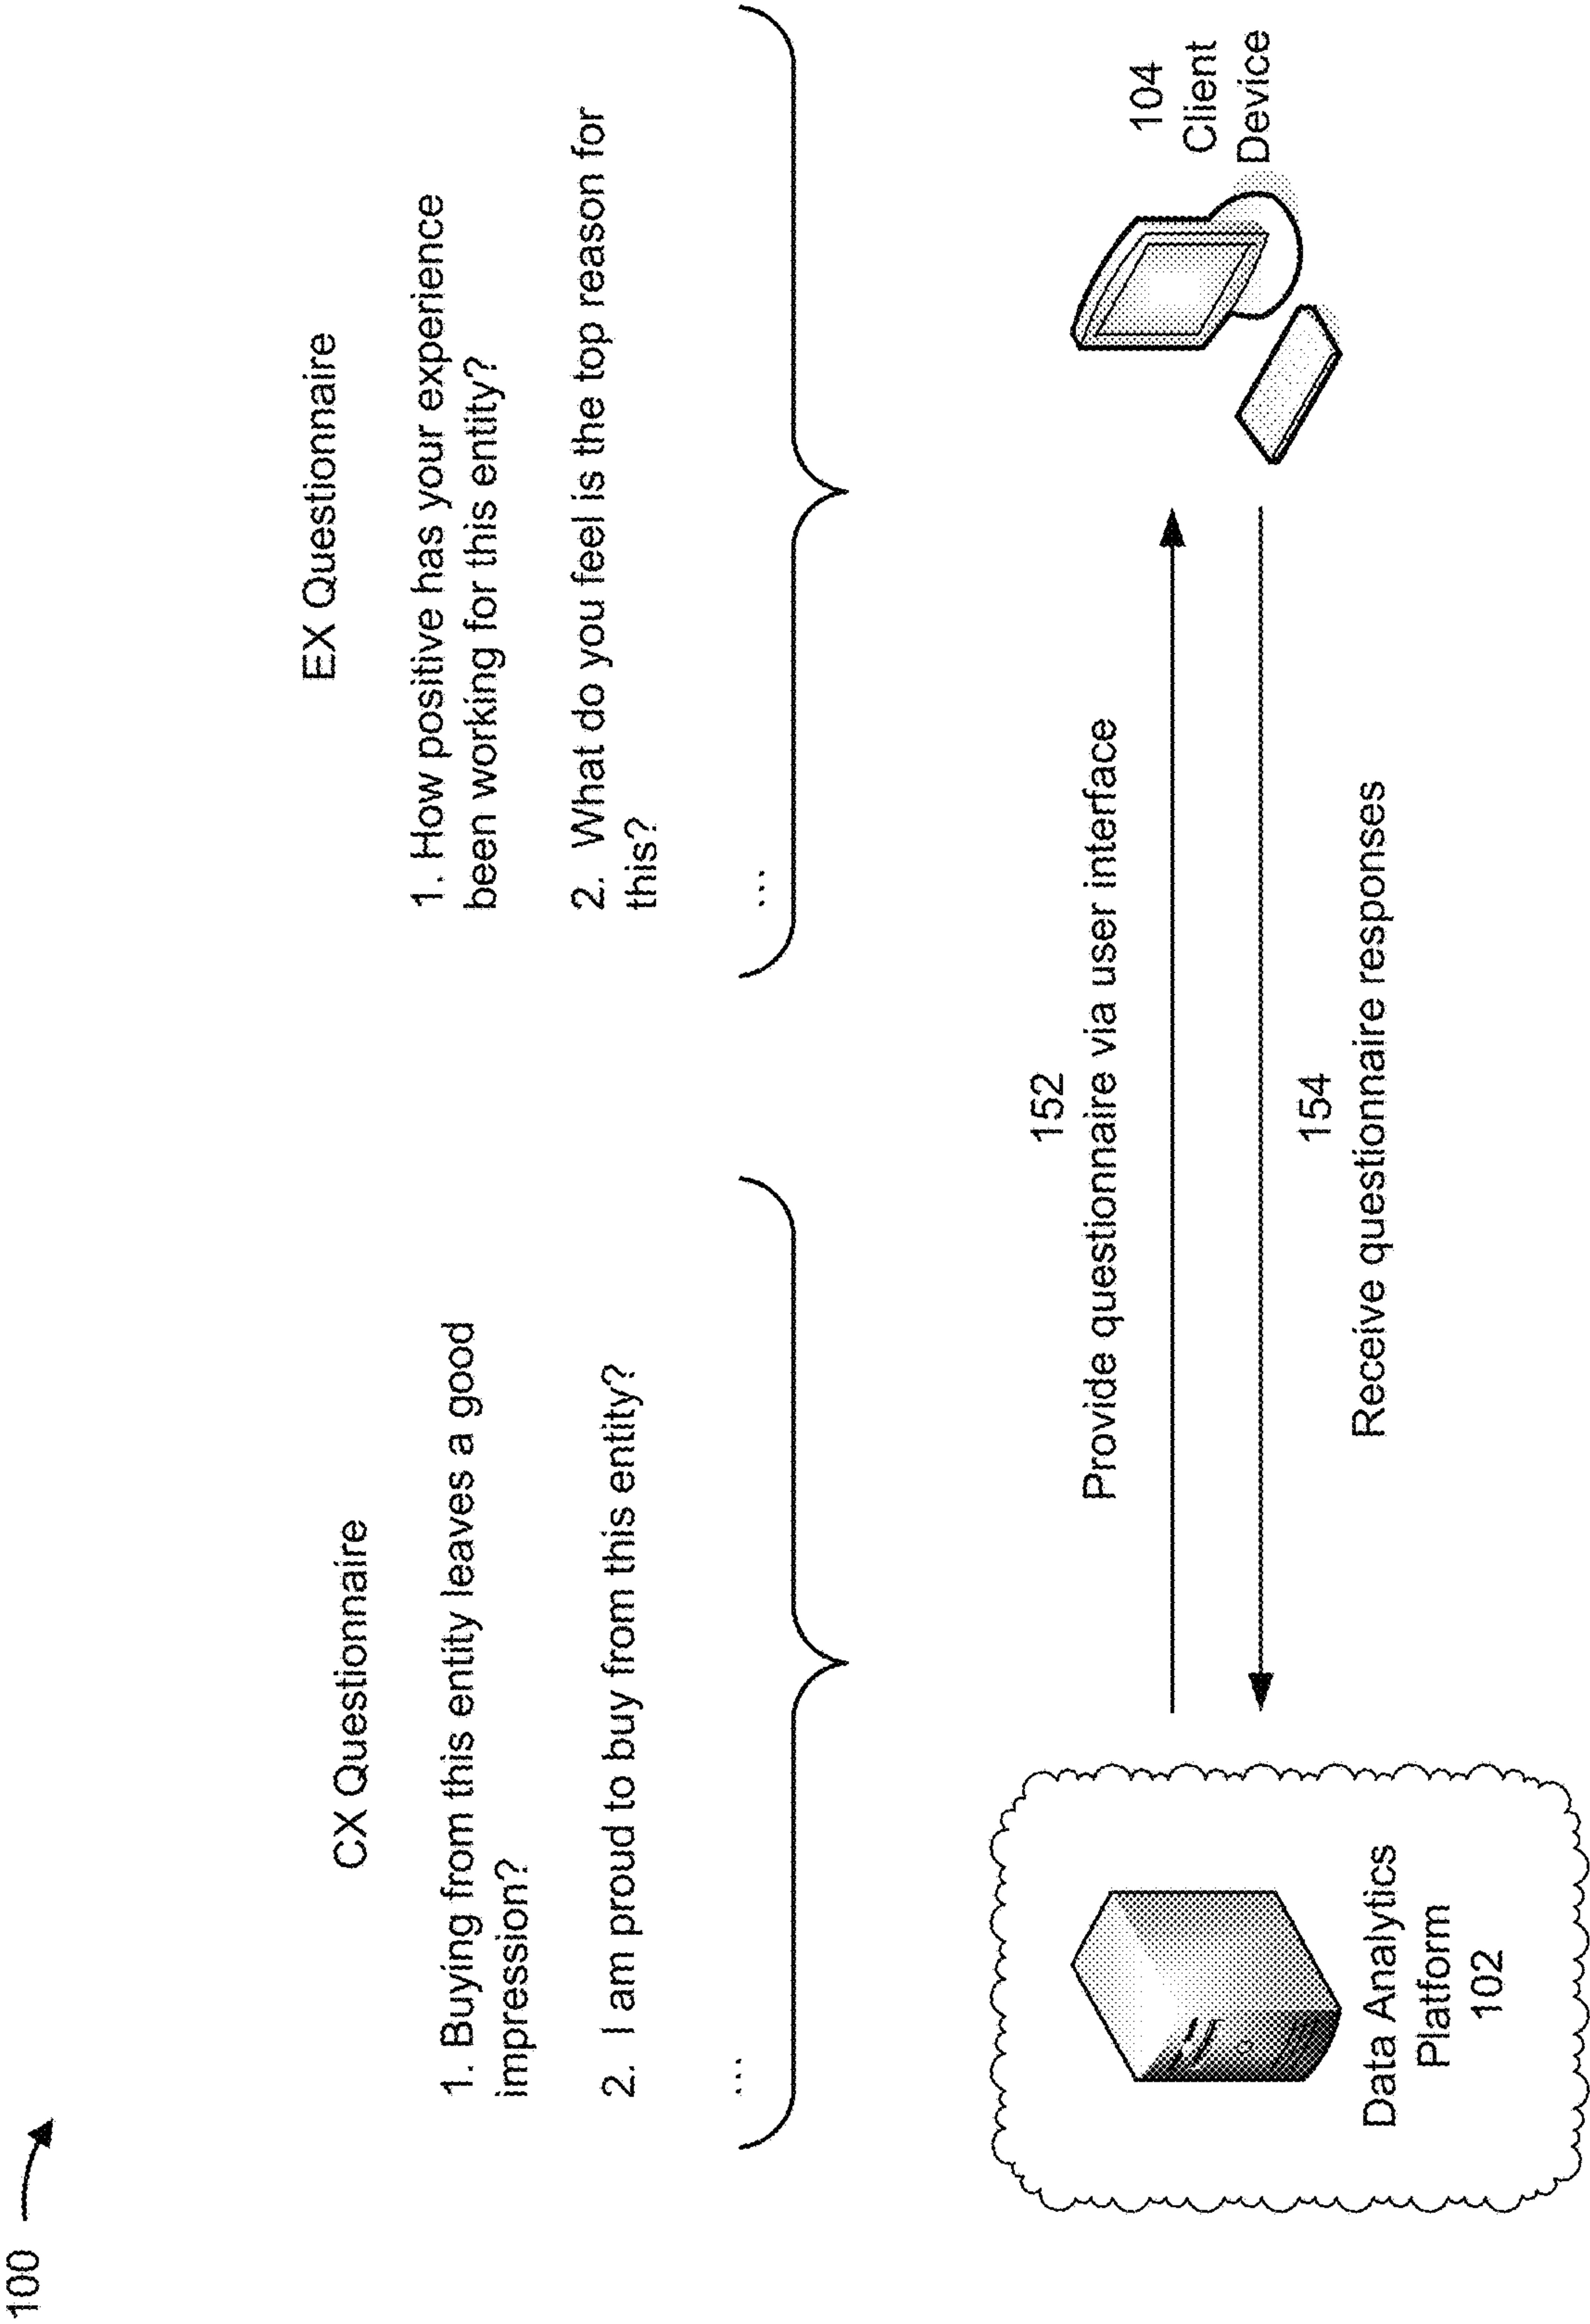 100
CX Questionnaire
1. Buying from this entity leaves a good
impression?
2.  I am proud to buy from this entity?
...
EX Questionnaire
1. How positive has your experience
been working for this entity?
2.  What do you feel is the top reason for
this?
...
152
Provide questionnaire via user interface
154
Receive questionnaire responses
Data Analytics
Platform
102
104
Client
Device